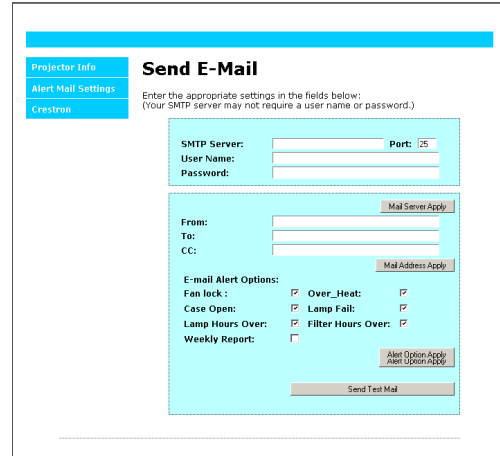 Projector Info
Alert Mail Settings
Crestron
Send E-Mail
Enter the appropriate settings in the fields below:
(Your SMTP server may not require a user name or password.)
SMTP Server: Port: 25
User Name:
Password:
Mail Server Apply
From:
To:
CC:
Mail Address Apply
E-mail Alert Options:
Fan lock : Over_Heat:
Case Open: Lamp Fail:
Lamp Hours Over: Filter Hours Over:
Weekly Report:
Alert Option Apply
Alert Option Apply
Send Test Mail